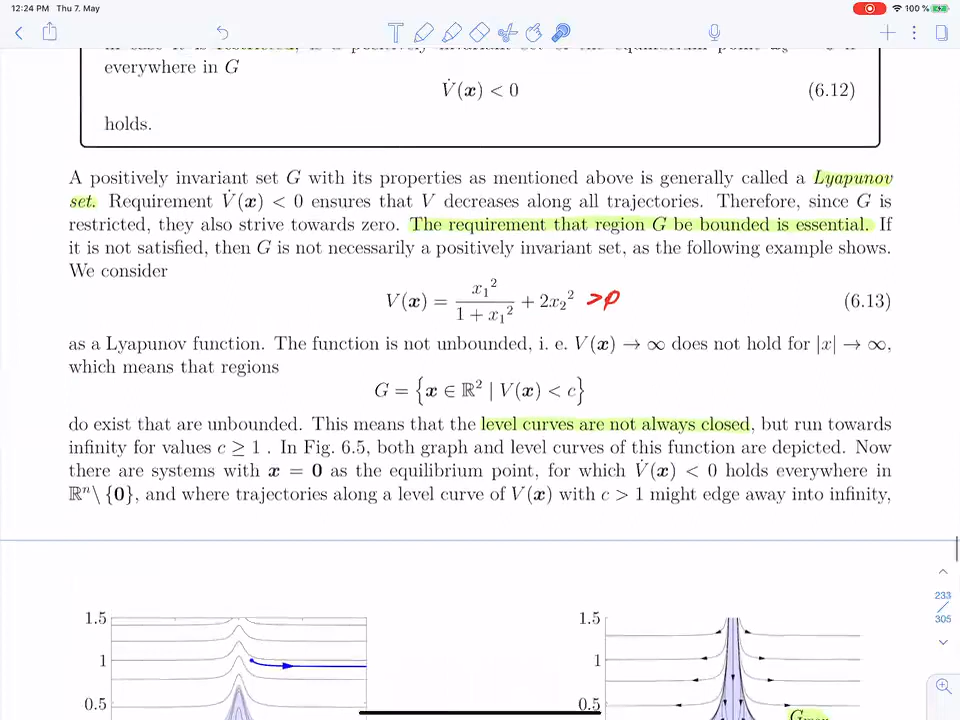 12:24 PM Thu 7. May
100 %
everywhere in G
V̇(x) < 0 (6.12)
holds.
A positively invariant set G with its properties as mentioned above is generally called a Lyapunov
set. Requirement V̇(x) < 0 ensures that V decreases along all trajectories. Therefore, since G is
restricted, they also strive towards zero. The requirement that region G be bounded is essential. If
it is not satisfied, then G is not necessarily a positively invariant set, as the following example shows.
We consider
V(x) = x₁² / (1 + x₁²) + 2x₂² >0 (6.13)
as a Lyapunov function. The function is not unbounded, i. e. V(x) → ∞ does not hold for |x| → ∞,
which means that regions
G = {x ∈ ℝ² | V(x) < c}
do exist that are unbounded. This means that the level curves are not always closed, but run towards
infinity for values c ≥ 1 . In Fig. 6.5, both graph and level curves of this function are depicted. Now
there are systems with x = 0 as the equilibrium point, for which V̇(x) < 0 holds everywhere in
ℝⁿ\ {0}, and where trajectories along a level curve of V(x) with c > 1 might edge away into infinity,
233
305
1.5
1
0.5
1.5
1
0.5
Gmax